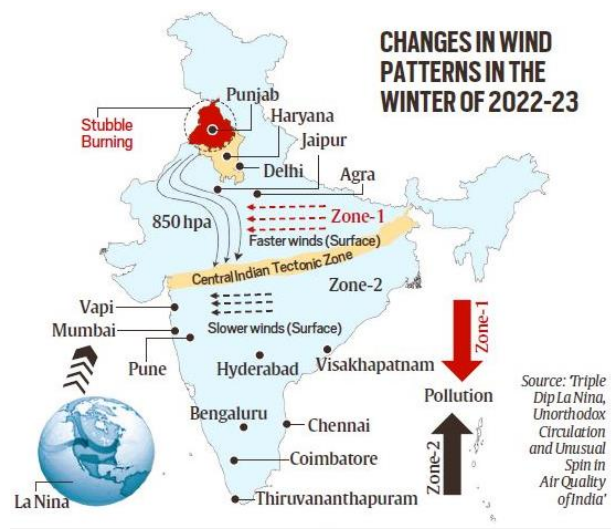 CHANGES IN WIND
PATTERNS IN THE
WINTER OF 2022-23
Punjab
Haryana
Stubble
Burning
Jaipur
Delhi
Agra
850 hpa
Zone-1
Faster winds (Surface)
Central Indian Tectonic Zone
Zone-2
Vapi
Mumbai
Slower winds (Surface)
Pune
Hyderabad
Visakhapatnam
Zone-1
Pollution
Zone-2
Bengaluru
Chennai
Coimbatore
Thiruvananthapuram
La Nina
Source: 'Triple
Dip La Nina,
Unorthodox
Circulation
and Unusual
Spin in
Air Quality
of India'